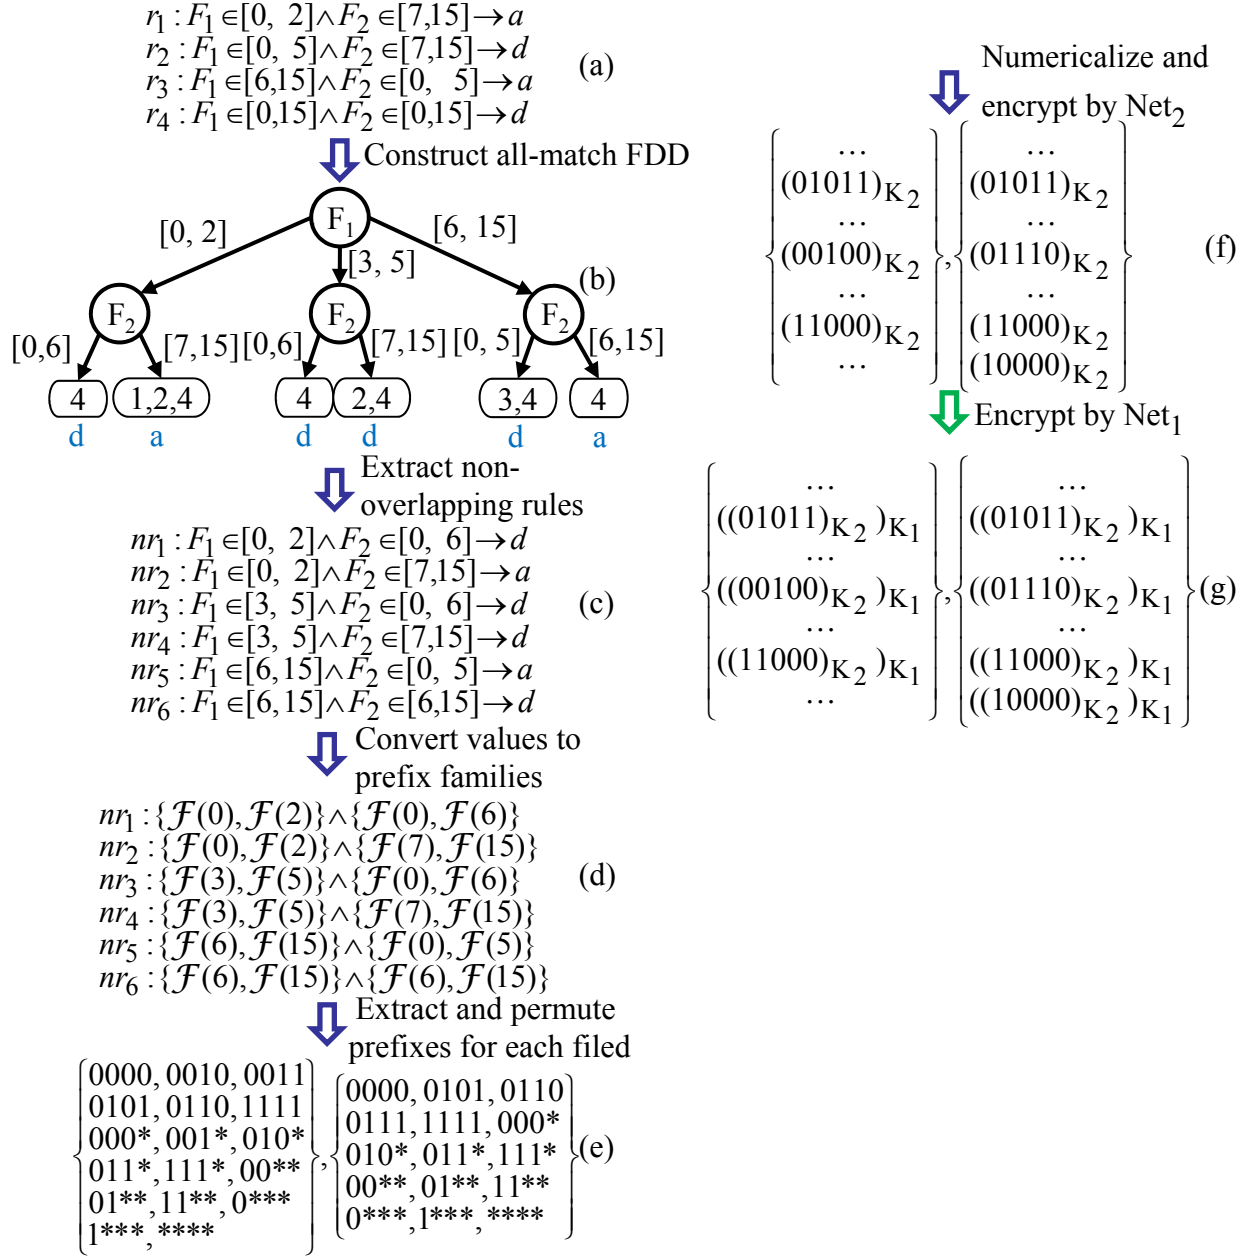 r1 : F1 ∈[0, 2]∧F2 ∈[7,15]→a
r2 : F1 ∈[0, 5]∧F2 ∈[7,15]→d
r3 : F1 ∈[6,15]∧F2 ∈[0, 5]→a
r4 : F1 ∈[0,15]∧F2 ∈[0,15]→d
(a)
Construct all-match FDD
F1
[0, 2]
[3, 5]
[6, 15]
(b)
F2
F2
F2
[0,6]
[7,15]
[0,6]
[7,15]
[0, 5]
[6,15]
4
1,2,4
4
2,4
3,4
4
d
a
d
d
d
a
Extract non-
overlapping rules
nr1 : F1 ∈[0, 2]∧F2 ∈[0, 6]→d
nr2 : F1 ∈[0, 2]∧F2 ∈[7,15]→a
nr3 : F1 ∈[3, 5]∧F2 ∈[0, 6]→d
nr4 : F1 ∈[3, 5]∧F2 ∈[7,15]→d
nr5 : F1 ∈[6,15]∧F2 ∈[0, 5]→a
nr6 : F1 ∈[6,15]∧F2 ∈[6,15]→d
(c)
Convert values to
prefix families
nr1 : {F(0), F(2)}∧{F(0), F(6)}
nr2 : {F(0), F(2)}∧{F(7), F(15)}
nr3 : {F(3), F(5)}∧{F(0), F(6)}
nr4 : {F(3), F(5)}∧{F(7), F(15)}
nr5 : {F(6), F(15)}∧{F(0), F(5)}
nr6 : {F(6), F(15)}∧{F(6), F(15)}
(d)
Extract and permute
prefixes for each filed
0000, 0010, 0011
0101, 0110, 1111
000*, 001*, 010*
011*, 111*, 00**
01**, 11**, 0***
1***, ****
,
0000, 0101, 0110
0111, 1111, 000*
010*, 011*, 111*
00**, 01**, 11**
0***, 1***, ****
(e)
Numericalize and
encrypt by Net2
...
(01011)K2
...
(00100)K2
...
(11000)K2
...
,
...
(01011)K2
...
(01110)K2
...
(11000)K2
(10000)K2
(f)
Encrypt by Net1
...
((01011)K2 )K1
...
((00100)K2 )K1
...
((11000)K2 )K1
...
,
...
((01011)K2 )K1
...
((01110)K2 )K1
...
((11000)K2 )K1
((10000)K2 )K1
(g)